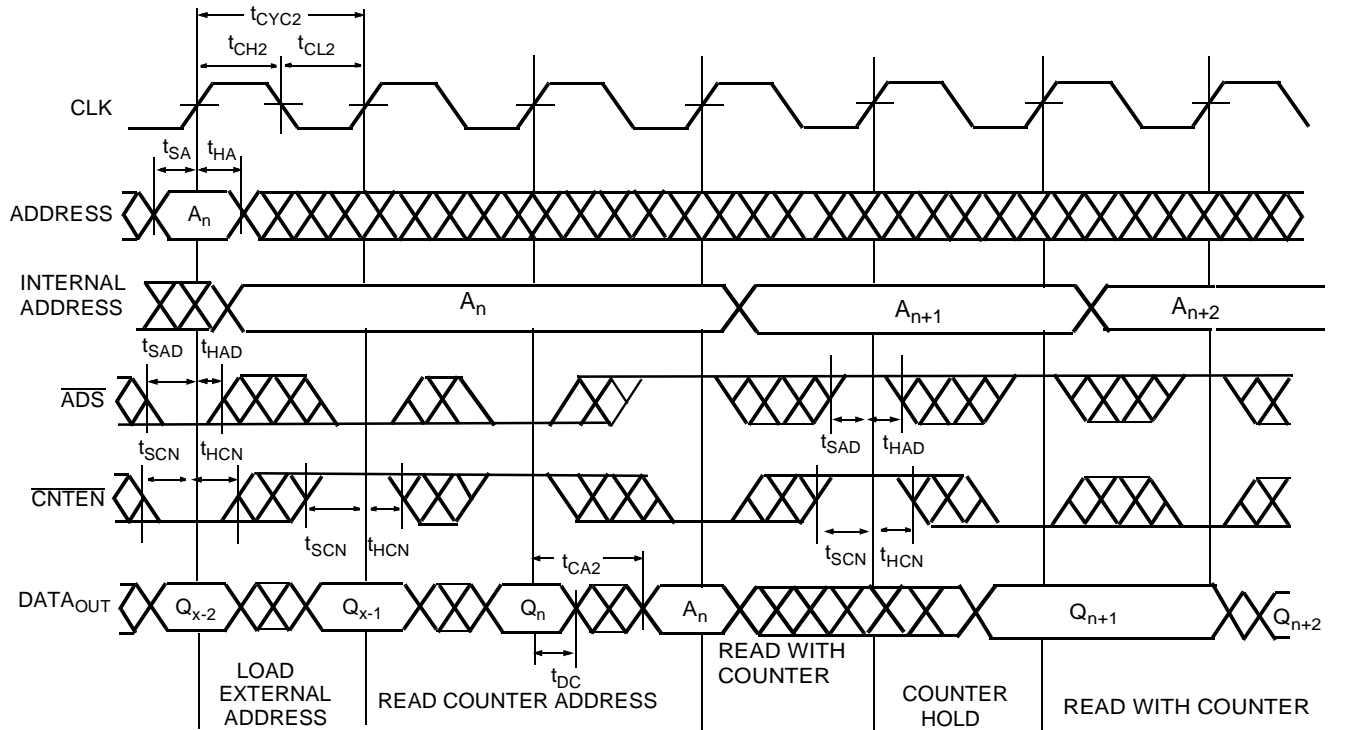 tCYC2
tCH2 tCL2
CLK
tSA tHA
ADDRESS An
INTERNAL
ADDRESS
An An+1 An+2
tSAD tHAD
ADS
tSAD tHAD
tSCN tHCN
CNTEN
tSCN tHCN tSCN tHCN
tCA2
DATAOUT Qx-2 Qx-1 Qn An Qn+1 Qn+2
tDC
LOAD
EXTERNAL
ADDRESS
READ COUNTER ADDRESS
READ WITH
COUNTER
COUNTER
HOLD
READ WITH COUNTER